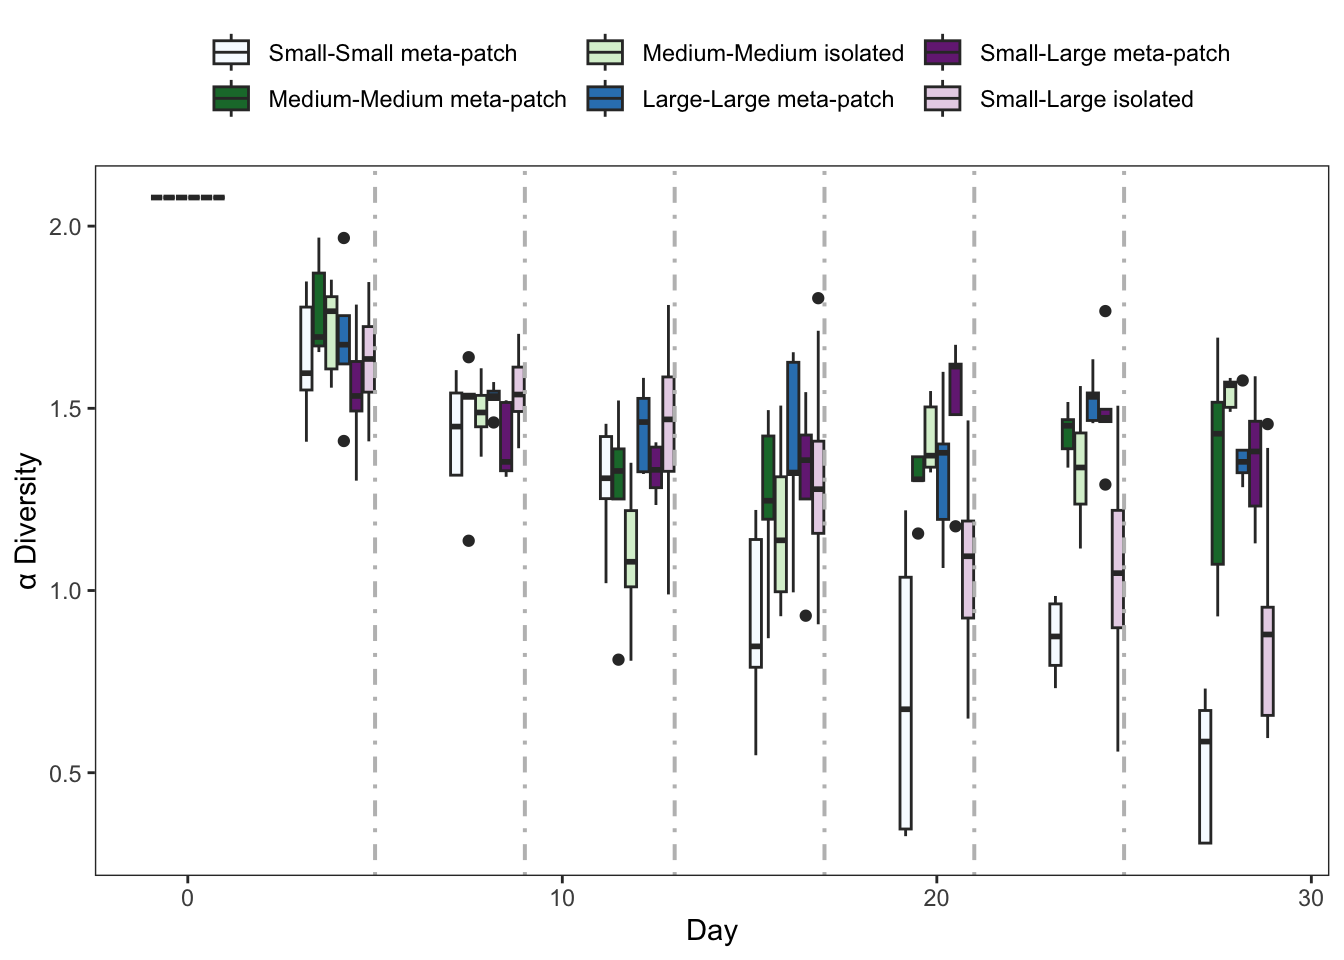 Small-Small meta-patch
Medium-Medium isolated
Small-Large meta-patch
Medium-Medium meta-patch
Large-Large meta-patch
Small-Large isolated
2.0
1.5
1.0
0.5
α Diversity
0
10
20
30
Day